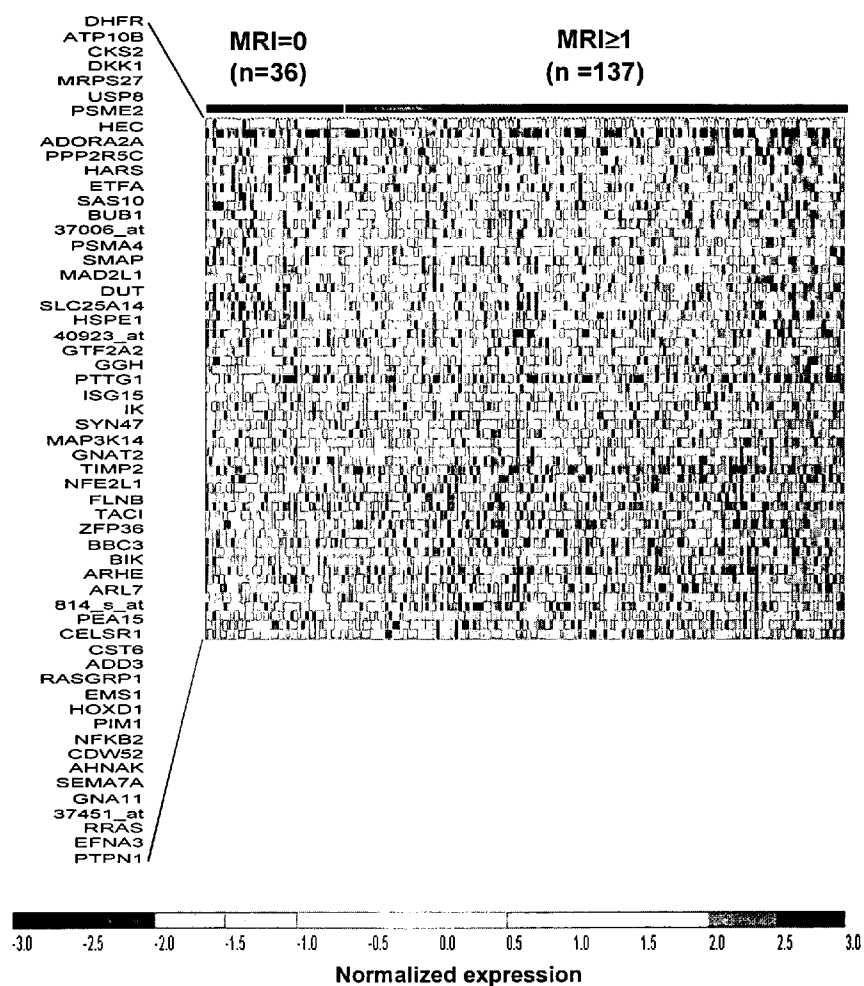 DHFR
ATP10B
CKS2
DKK1
MRPS27
USP8
PSME2
HEC
ADORA2A
PPP2R5C
HARS
ETFA
SAS10
BUB1
37006_at
PSMA4
SMAP
MAD2L1
DUT
SLC25A14
HSPE1
40923_at
GTF2A2
GGH
PTTG1
ISG15
IK
SYN47
MAP3K14
GNAT2
TIMP2
NFE2L1
FLNB
TACI
ZFP36
BBC3
BIK
ARHE
ARL7
814_s_at
PEA15
CELSR1
CST6
ADD3
RASGRP1
EMS1
HOXD1
PIM1
NFKB2
CDW52
AHNAK
SEMA7A
GNA11
37451_at
RRAS
EFNA3
PTPN1
MRI=0 MRI≥1
(n=36) (n =137)
-3.0 -2.5 -2.0 -1.5 -1.0 -0.5 0.0 0.5 1.0 1.5 2.0 2.5 3.0
Normalized expression